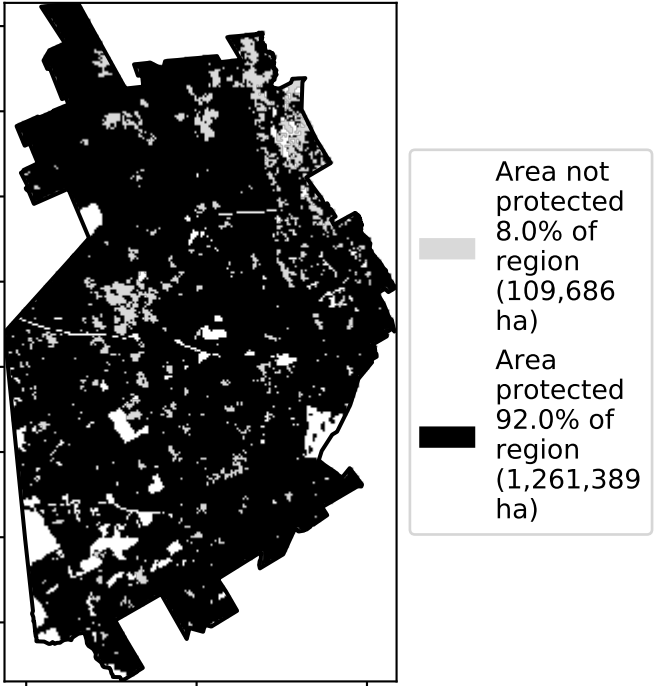 Area not
protected
8.0% of
region
(109,686
ha)
Area
protected
92.0% of
region
(1,261,389
ha)